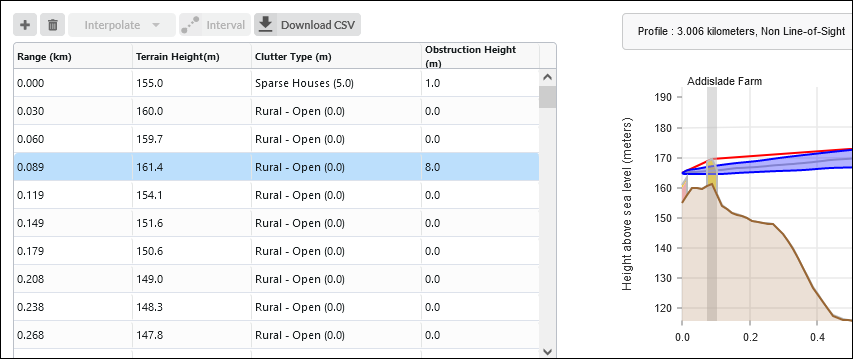 Interpolate
Interval
Download CSV
Range (km) Terrain Height(m) Clutter Type (m) Obstruction Height (m)
0.000 155.0 Sparse Houses (5.0) 1.0
0.030 160.0 Rural - Open (0.0) 0.0
0.060 159.7 Rural - Open (0.0) 0.0
0.089 161.4 Rural - Open (0.0) 8.0
0.119 154.1 Rural - Open (0.0) 0.0
0.149 151.6 Rural - Open (0.0) 0.0
0.179 150.6 Rural - Open (0.0) 0.0
0.208 149.0 Rural - Open (0.0) 0.0
0.238 148.3 Rural - Open (0.0) 0.0
0.268 147.8 Rural - Open (0.0) 0.0
Profile : 3.006 kilometers, Non Line-of-Sight
Addislade Farm
Height above sea level (meters)
190
180
170
160
150
140
130
120
0.0 0.2 0.4